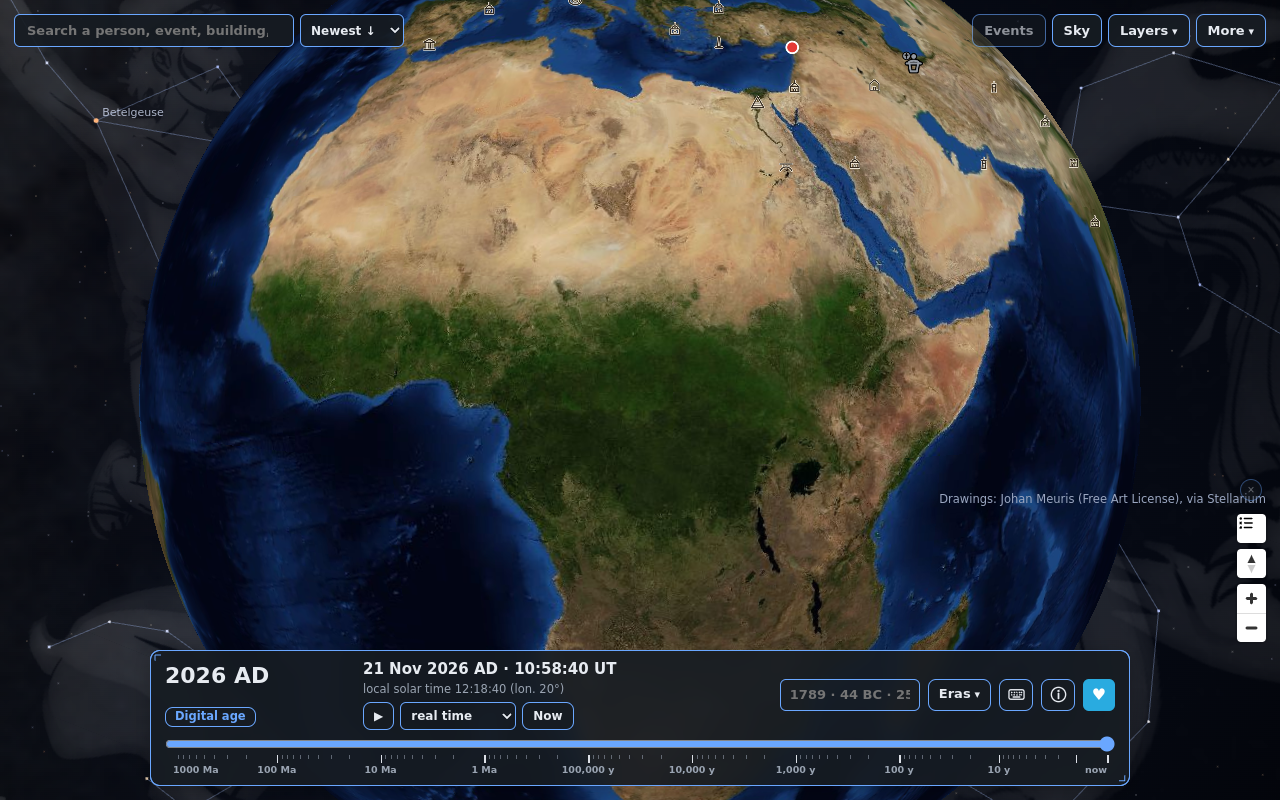 Search a person, event, building,
Newest ↓
Events
Sky
Layers ▾
More ▾
Betelgeuse
Drawings: Johan Meuris (Free Art License), via Stellarium
2026 AD
Digital age
21 Nov 2026 AD · 10:58:40 UT
local solar time 12:18:40 (lon. 20°)
▶
real time
Now
1789 · 44 BC · 25
Eras ▾
1000 Ma
100 Ma
10 Ma
1 Ma
100,000 y
10,000 y
1,000 y
100 y
10 y
now